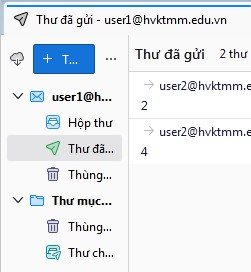 Thư đã gửi - user1@hvktmm.edu.vn
+ T...
Thư đã gửi 2 thư
user1@h...
Hộp thư
Thư đã...
Thùng...
Thư mục...
Thùng...
Thư ch...
user2@hvktmm.e
2
user2@hvktmm.e
4